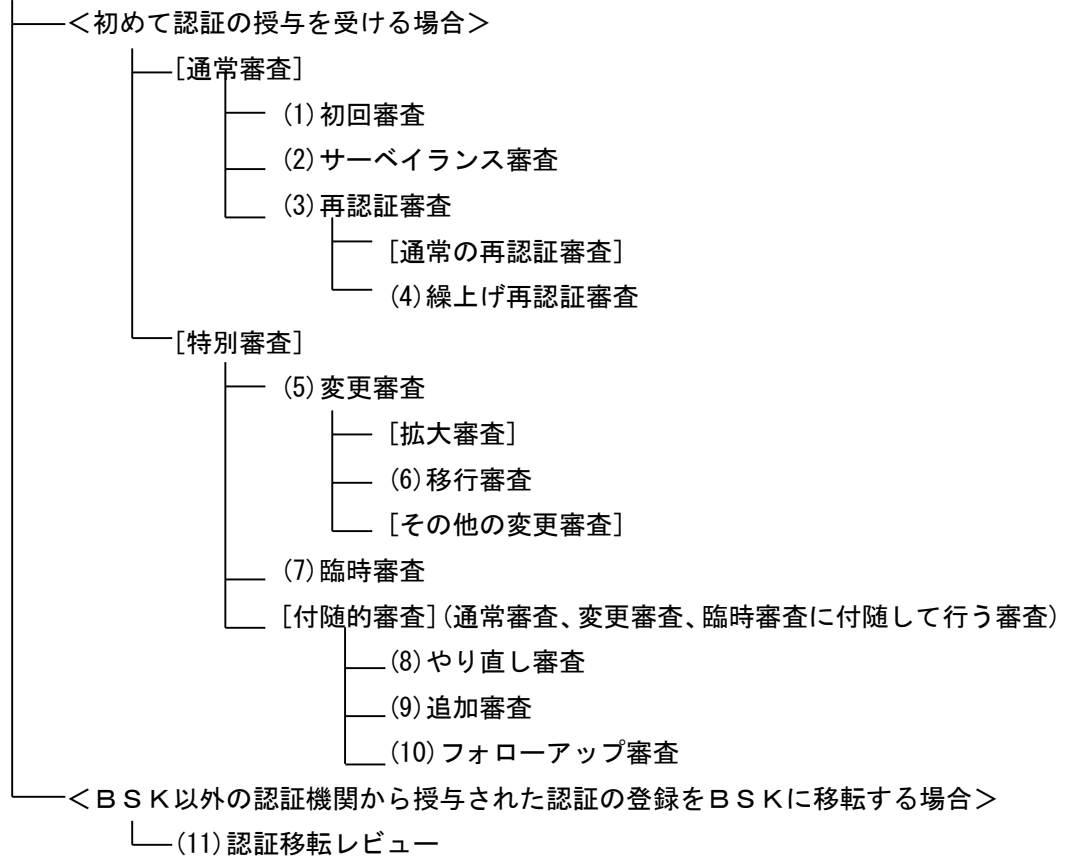 ＜初めて認証の授与を受ける場合＞
[通常審査]
(1)初回審査
(2)サーベイランス審査
(3)再認証審査
[通常の再認証審査]
(4)繰上げ再認証審査
[特別審査]
(5)変更審査
[拡大審査]
(6)移行審査
[その他の変更審査]
(7)臨時審査
[付随的審査](通常審査、変更審査、臨時審査に付随して行う審査)
(8)やり直し審査
(9)追加審査
(10)フォローアップ審査
＜ＢＳＫ以外の認証機関から授与された認証の登録をＢＳＫに移転する場合＞
(11)認証移転レビュー